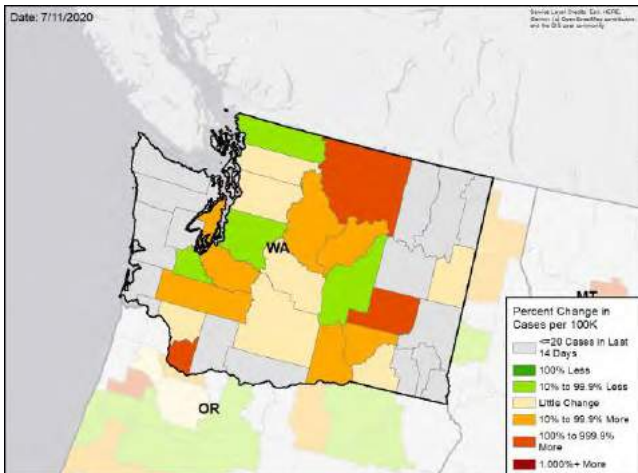 Date: 7/11/2020
WA
OR
MT
Percent Change in
Cases per 100K
<=20 Cases in Last
14 Days
100% Less
10% to 99.9% Less
Little Change
10% to 99.9% More
100% to 999.9%
More
1,000%+ More